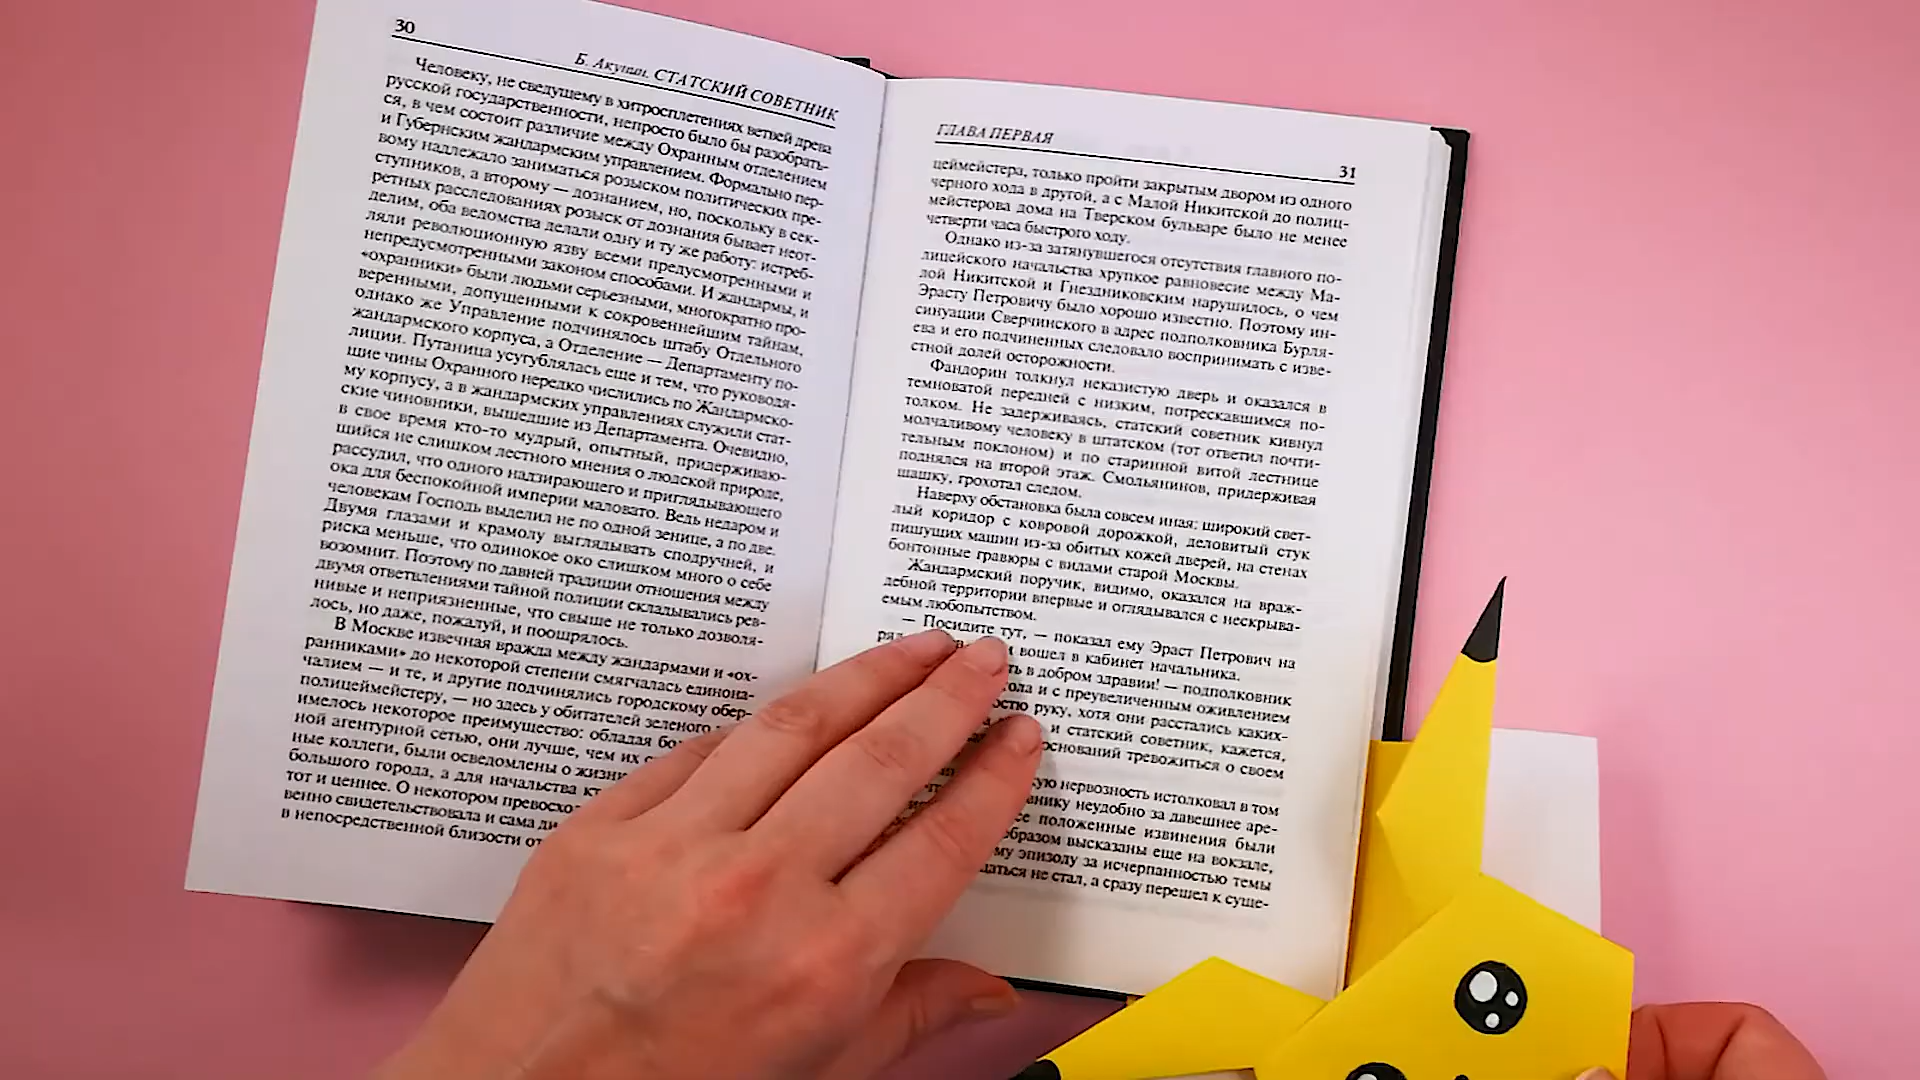 30
Б. Акунин. СТАТСКИЙ СОВЕТНИК
Человеку, не сведущему в хитросплетениях ветвей древа
русской государственности, непросто было бы разобрать-
ся, в чем состоит различие между Охранным отделением
и Губернским жандармским управлением. Формально пер-
вому надлежало заниматься розыском политических пре-
ступников, а второму — дознанием, но, поскольку в сек-
ретных расследованиях розыск от дознания бывает неот-
делим, оба ведомства делали одну и ту же работу: истреб-
ляли революционную язву всеми предусмотренными и
непредусмотренными законом способами. И жандармы, и
«охранники» были людьми серьезными, многократно про-
веренными, допущенными к сокровеннейшим тайнам,
однако же Управление подчинялось штабу Отдельного
жандармского корпуса, а Отделение — Департаменту по-
лиции. Путаница усугублялась еще и тем, что руководя-
шие чины Охранного нередко числились по Жандармско-
му корпусу, а в жандармских управлениях служили стат-
ские чиновники, вышедшие из Департамента. Очевидно,
в свое время кто-то мудрый, опытный, придерживаю-
щийся не слишком лестного мнения о людской природе,
рассудил, что одного надзирающего и приглядывающего
ока для беспокойной империи маловато. Ведь недаром и
человекам Господь выделил не по одной зенице, а по две.
Двумя глазами и крамолу выглядывать сподручней, и
риска меньше, что одинокое око слишком много о себе
возомнит. Поэтому по давней традиции отношения между
двумя ответвлениями тайной полиции складывались рев-
нивые и неприязненные, что свыше не только дозволя-
лось, но даже, пожалуй, и поощрялось.
В Москве извечная вражда между жандармами и «ох-
ранниками» до некоторой степени смягчалась единона-
чалием — и те, и другие подчинялись городскому обер-
полицеймейстеру, — но здесь у обитателей зеленого
имелось некоторое преимущество: обладая
ной агентурной сетью, они лучше, чем их
ные коллеги, были осведомлены о жизни
большого города, а для начальства
тот и ценнее. О некотором
венно свидетельствовала и сама
в непосредственной близости от
ГЛАВА ПЕРВАЯ
31
цеймейстера, только пройти закрытым двором из одного
черного хода в другой, а с Малой Никитской до полиц-
мейстерова дома на Тверском бульваре было не менее
четверти часа быстрого ходу.
Однако из-за затянувшегося отсутствия главного по-
лицейского начальства хрупкое равновесие между Ма-
лой Никитской и Гнездниковским нарушилось, о чем
Эрасту Петровичу было хорошо известно. Поэтому ин-
синуации Сверчинского в адрес подполковника Бурля-
ева и его подчиненных следовало воспринимать с изве-
стной долей осторожности.
Фандорин толкнул неказистую дверь и оказался в
темноватой передней с низким, потрескавшимся по-
толком. Не задерживаясь, статский советник кивнул
молчаливому человеку в штатском (тот ответил почти-
тельным поклоном) и по старинной витой лестнице
поднялся на второй этаж. Смольянинов, придерживая
шашку, грохотал следом.
Наверху обстановка была совсем иная: широкий свет-
лый коридор с ковровой дорожкой, деловитый стук
пишущих машин из-за обитых кожей дверей, на стенах
бонтонные гравюры с видами старой Москвы.
Жандармский поручик, видимо, оказался на враж-
дебной территории впервые и оглядывался с нескрыва-
емым любопытством.
— Посидите тут, — показал ему Эраст Петрович на
вошел в кабинет начальника.
в добром здравии! — подполковник
и с преувеличенным оживлением
руку, хотя они расстались каких-
и статский советник, кажется,
оснований тревожиться о своем
нервозность истолковал в том
неудобно за давешнее аре-
положенные извинения были
образом высказаны еще на вокзале,
эпизоду за исчерпанностью темы
не стал, а сразу перешел к суще-